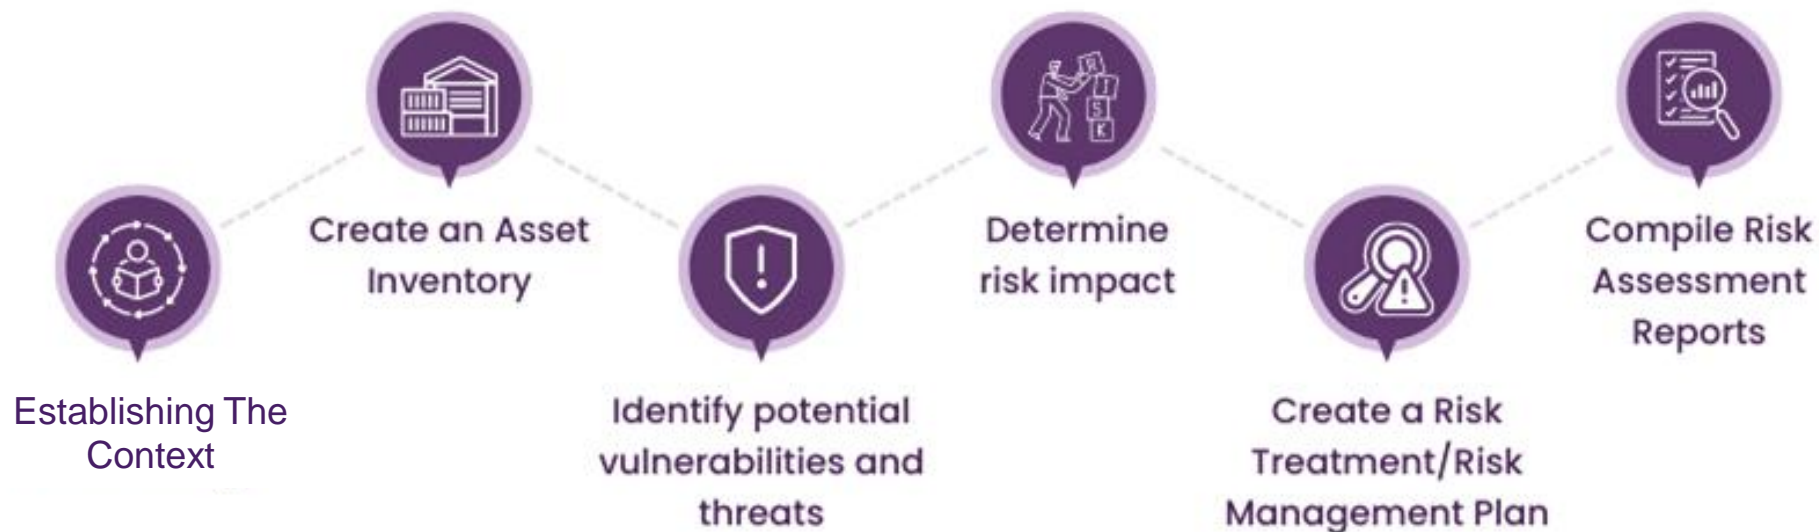 Establishing The
Context
Create an Asset
Inventory
Identify potential
vulnerabilities and
threats
R
I
S
K
Determine
risk impact
Create a Risk
Treatment/Risk
Management Plan
Compile Risk
Assessment
Reports